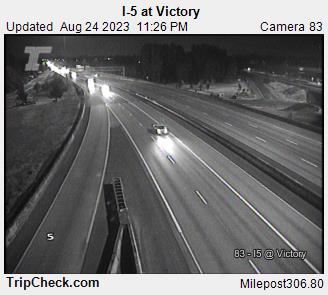 I-5 at Victory
Updated Aug 24 2023 11:26 PM Camera 83
T
S
83 - I5 @ Victory
TripCheck.com Milepost306.80